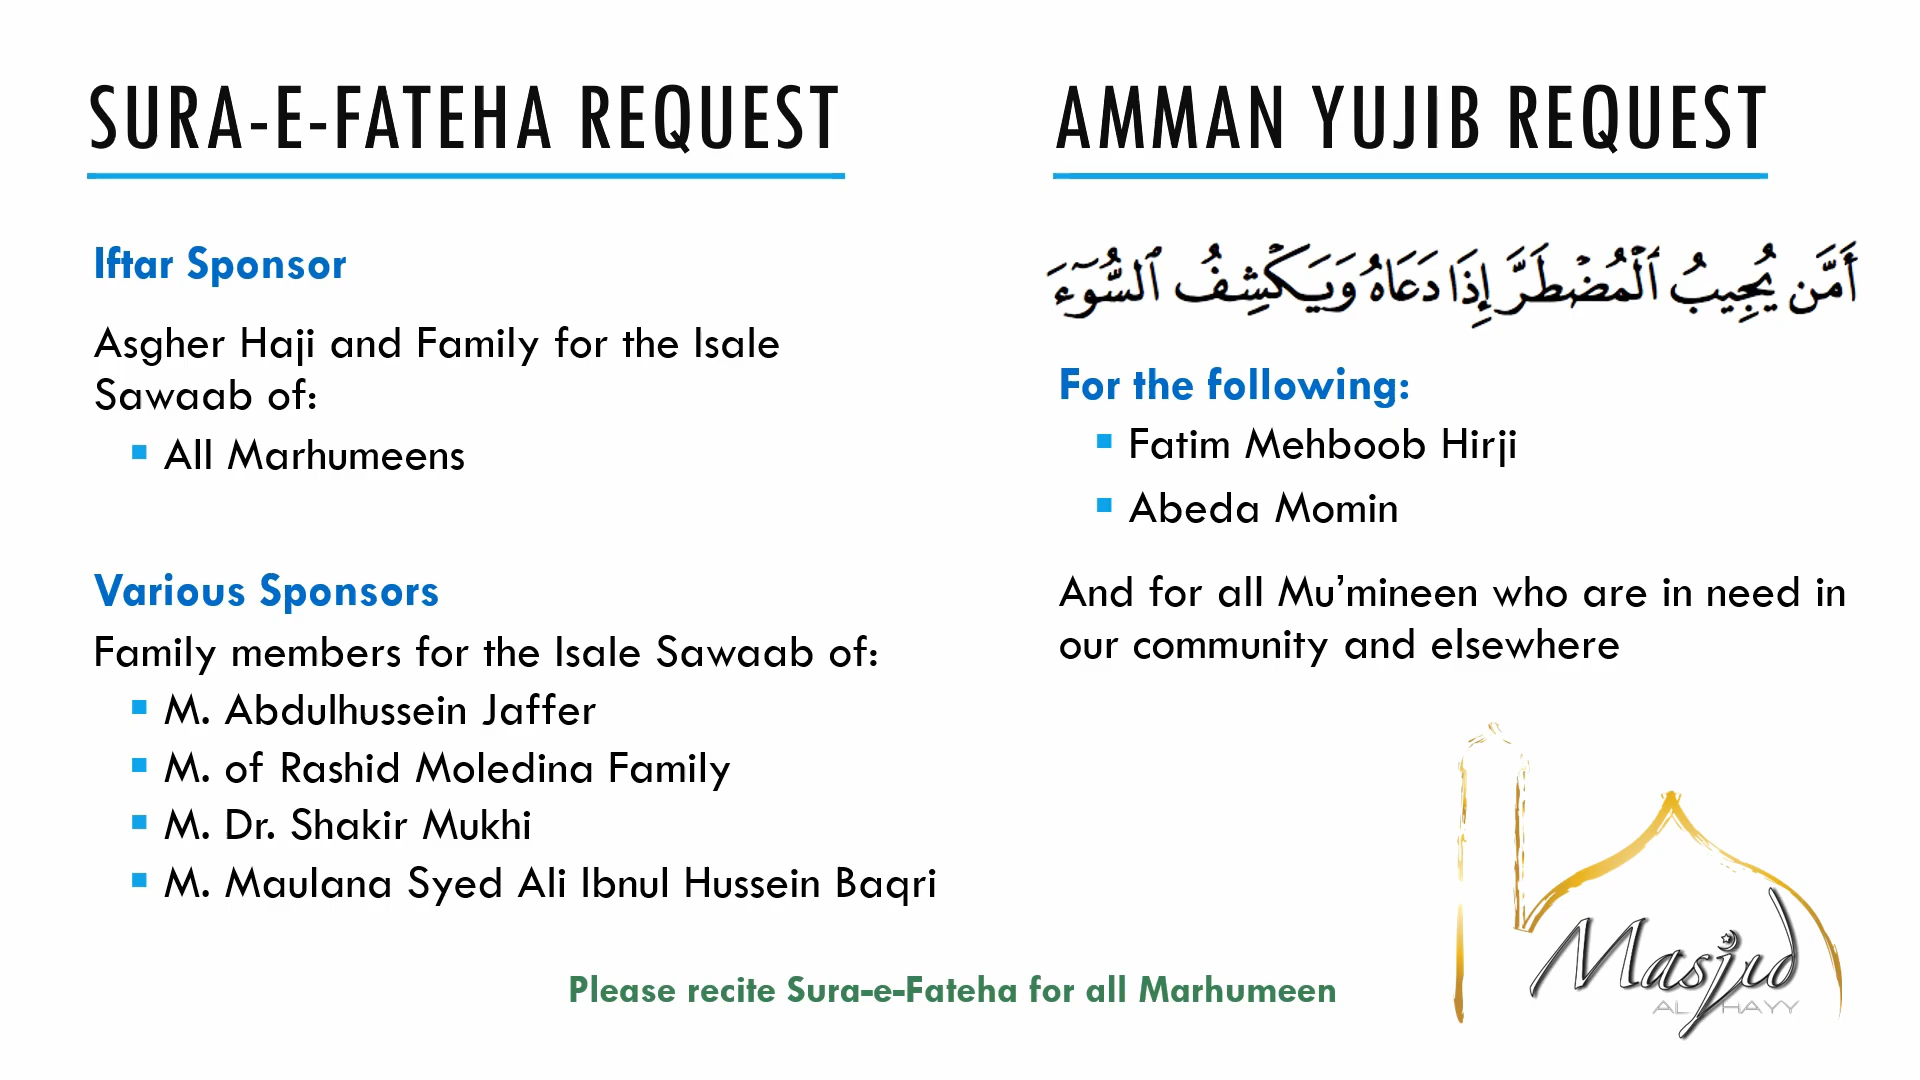 SURA-E-FATEHA REQUEST
Iftar Sponsor
Asgher Haji and Family for the Isale
Sawaab of:
All Marhumeens
Various Sponsors
Family members for the Isale Sawaab of:
M. Abdulhussein Jaffer
M. of Rashid Moledina Family
M. Dr. Shakir Mukhi
M. Maulana Syed Ali Ibnul Hussein Baqri
AMMAN YUJIB REQUEST
أَمَّن يُجِيبُ ٱلْمُضْطَرَّ إِذَا دَعَاهُ وَيَكْشِفُ ٱلسُّوٓءَ
For the following:
Fatim Mehboob Hirji
Abeda Momin
And for all Mu’mineen who are in need in
our community and elsewhere
Please recite Sura-e-Fateha for all Marhumeen
Masjid
AL HAYY